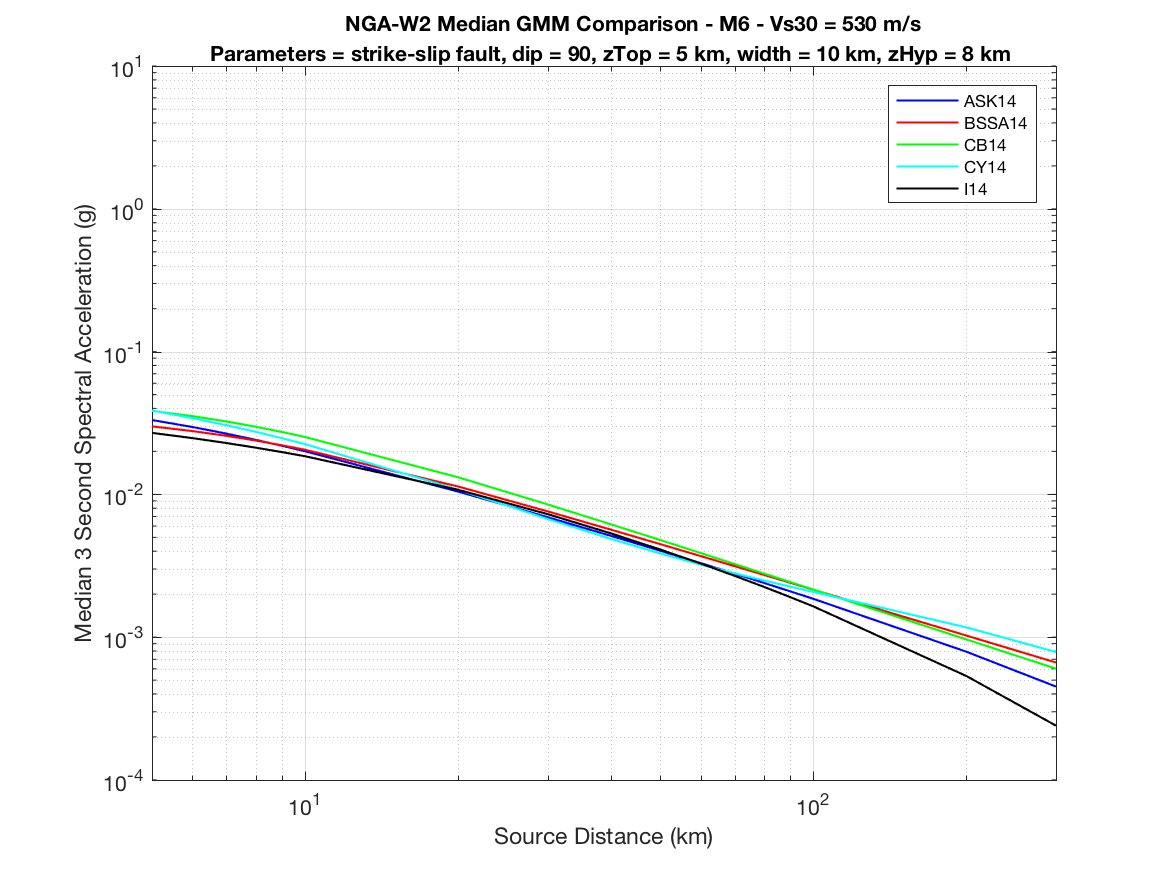 NGA-W2 Median GMM Comparison - M6 - Vs30 = 530 m/s
Parameters = strike-slip fault, dip = 90, zTop = 5 km, width = 10 km, zHyp = 8 km
ASK14
BSSA14
CB14
CY14
I14
Median 3 Second Spectral Acceleration (g)
10^1
10^0
10^-1
10^-2
10^-3
10^-4
10^1 10^2
Source Distance (km)